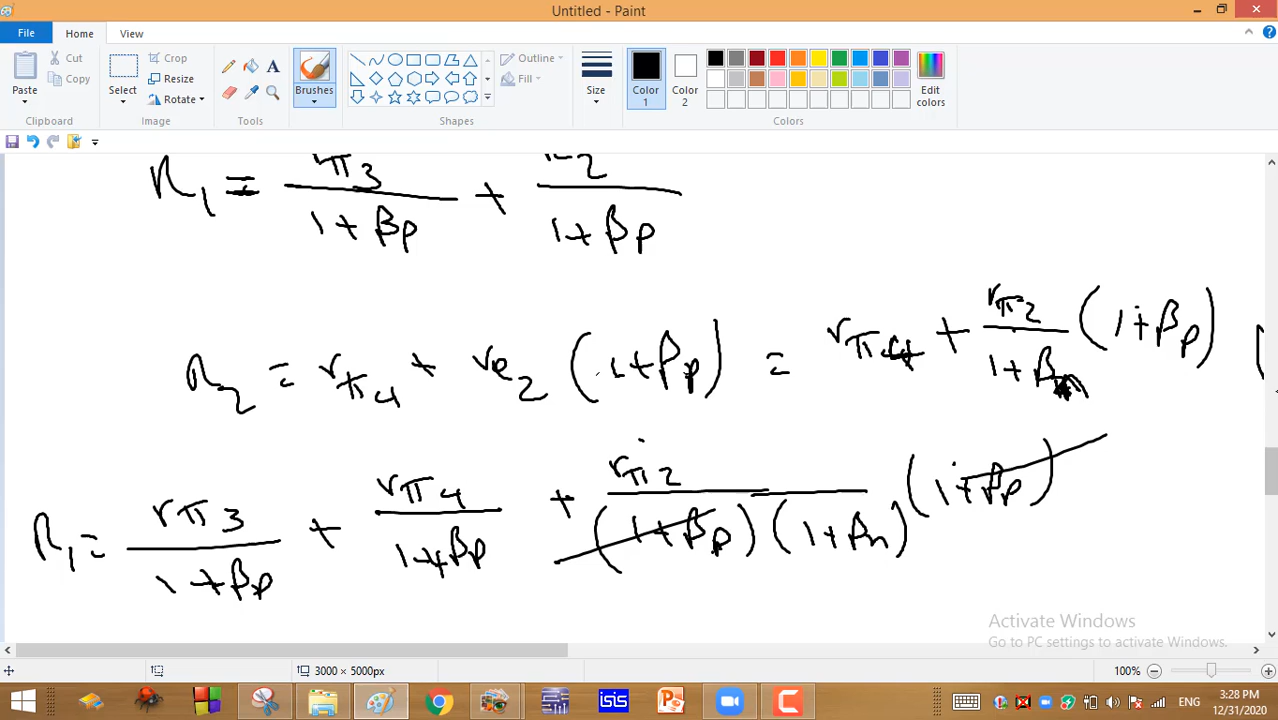 Untitled - Paint
File Home View
Paste Cut Copy Clipboard
Select Crop Resize Rotate Image
Tools
Brushes
Outline Fill Shapes
Size
Color 1 Color 2 Edit colors Colors
R1 = rπ3 / (1+βp) + R2 / (1+βp)
R2 = rπ4 + re2 (1+βp) = rπ4 + rπ2 / (1+βn) (1+βp)
R1 = rπ3 / (1+βp) + rπ4 / (1+βp) + rπ2 / (1+βp)(1+βn) (1+βp)
Activate Windows
Go to PC settings to activate Windows.
3000 × 5000px 100%
isis ENG 3:28 PM
12/31/2020